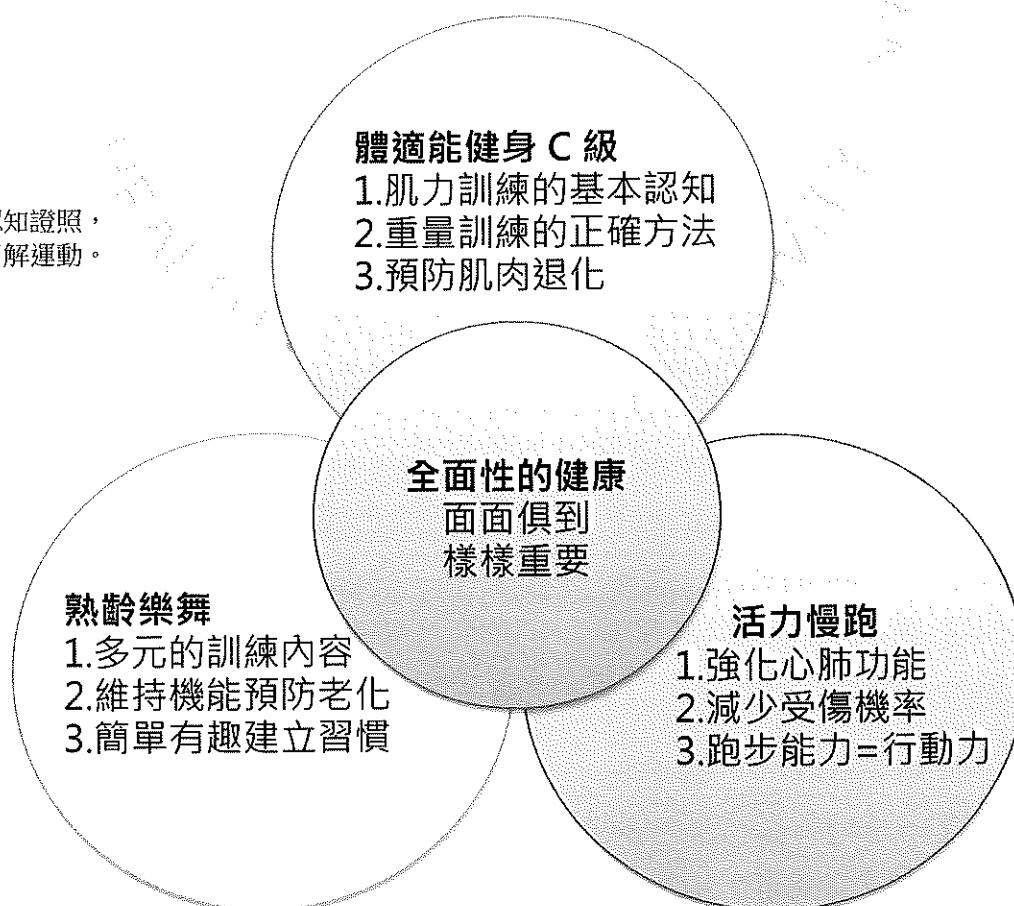 體適能健身 C 級
1.肌力訓練的基本認知
2.重量訓練的正確方法
3.預防肌肉退化
知證照，
解運動。
全面性的健康
面面俱到
樣樣重要
熟齡樂舞
1.多元的訓練內容
2.維持機能預防老化
3.簡單有趣建立習慣
活力慢跑
1.強化心肺功能
2.減少受傷機率
3.跑步能力=行動力